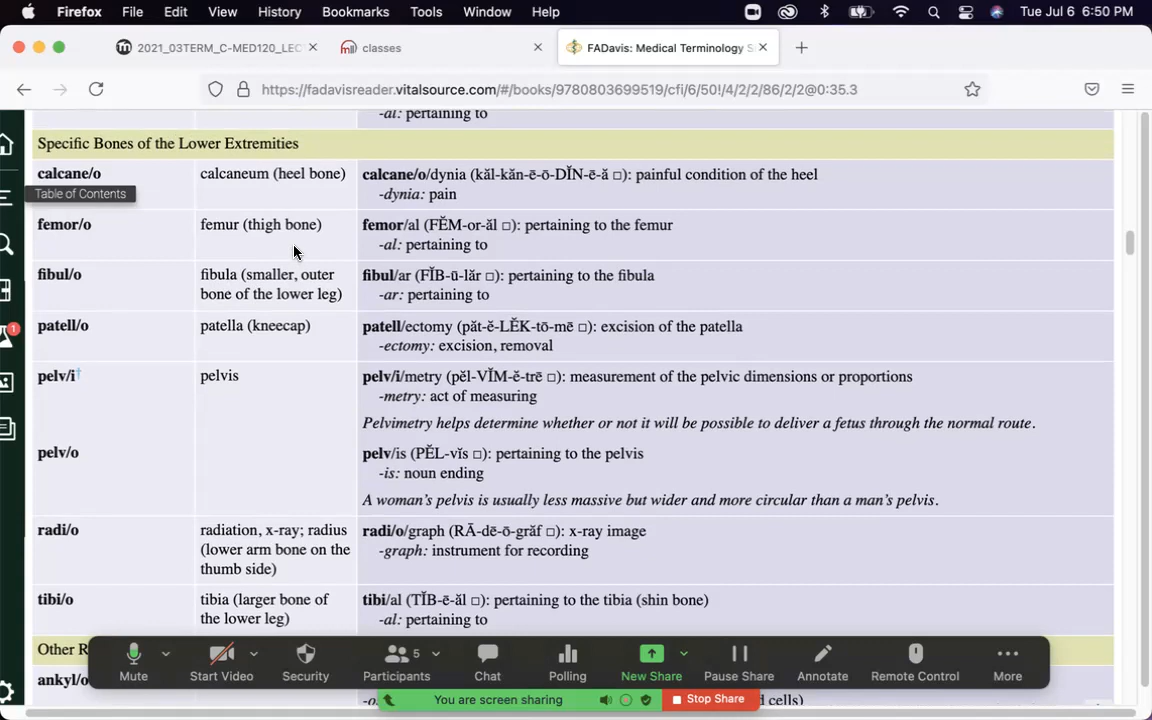 Firefox File Edit View History Bookmarks Tools Window Help Tue Jul 6 6:50 PM
2021_03TERM_C-MED120_LEC classes FADavis: Medical Terminology S
https://fadavisreader.vitalsource.com/#/books/9780803699519/cfi/6/50!/4/2/2/86/2/2@0:35.3
-al: pertaining to
Specific Bones of the Lower Extremities
calcane/o calcaneum (heel bone) calcane/o/dynia (kăl-kăn-ē-ō-DĬN-ē-ă □): painful condition of the heel
Table of Contents -dynia: pain
femor/o femur (thigh bone) femor/al (FĔM-or-ăl □): pertaining to the femur
-al: pertaining to
fibul/o fibula (smaller, outer fibul/ar (FĬB-ū-lăr □): pertaining to the fibula
bone of the lower leg) -ar: pertaining to
patell/o patella (kneecap) patell/ectomy (păt-ĕ-LĔK-tō-mē □): excision of the patella
-ectomy: excision, removal
pelv/i† pelvis pelv/i/metry (pĕl-VĬM-ĕ-trē □): measurement of the pelvic dimensions or proportions
-metry: act of measuring
Pelvimetry helps determine whether or not it will be possible to deliver a fetus through the normal route.
pelv/o pelv/is (PĔL-vĭs □): pertaining to the pelvis
-is: noun ending
A woman's pelvis is usually less massive but wider and more circular than a man's pelvis.
radi/o radiation, x-ray; radius radi/o/graph (RĀ-dē-ō-grăf □): x-ray image
(lower arm bone on the -graph: instrument for recording
thumb side)
tibi/o tibia (larger bone of tibi/al (TĬB-ē-ăl □): pertaining to the tibia (shin bone)
the lower leg) -al: pertaining to
Other R
5
Mute Start Video Security Participants Chat Polling New Share Pause Share Annotate Remote Control More
ankyl/o
You are screen sharing Stop Share d cells)
1